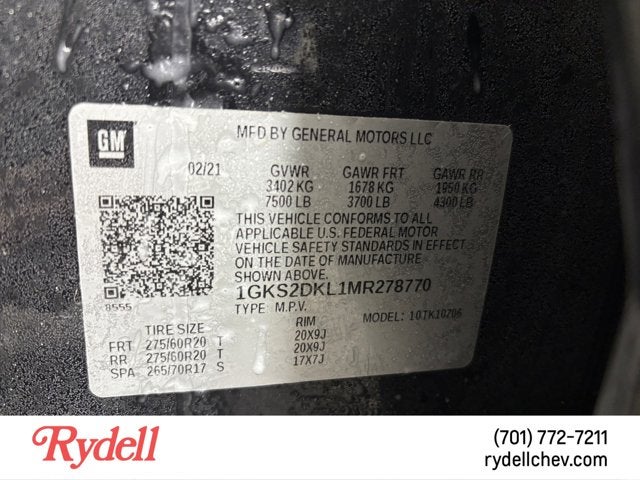 GM
MFD BY GENERAL MOTORS LLC
02/21 GVWR GAWR FRT GAWR RR
3402 KG 1678 KG 1950 KG
7500 LB 3700 LB 4300 LB
THIS VEHICLE CONFORMS TO ALL
APPLICABLE U.S. FEDERAL MOTOR
VEHICLE SAFETY STANDARDS IN EFFECT
ON THE DATE OF MANUFACTURE.
1GKS2DKL1MR278770
8555 TYPE M.P.V. MODEL: 10TK10706
TIRE SIZE RIM
FRT 275/60R20 T 20X9J
RR 275/60R20 T 20X9J
SPA 265/70R17 S 17X7J
Rydell
(701) 772-7211
rydellchev.com